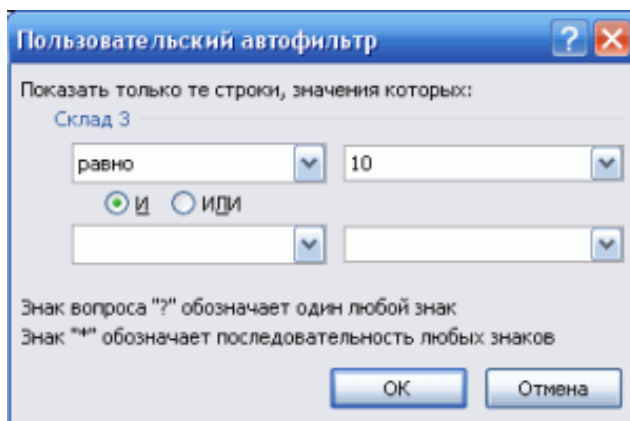 Пользовательский автофильтр
Показать только те строки, значения которых:
Склад 3
равно 10
И ИЛИ
Знак вопроса "?" обозначает один любой знак
Знак "*" обозначает последовательность любых знаков
ОК Отмена